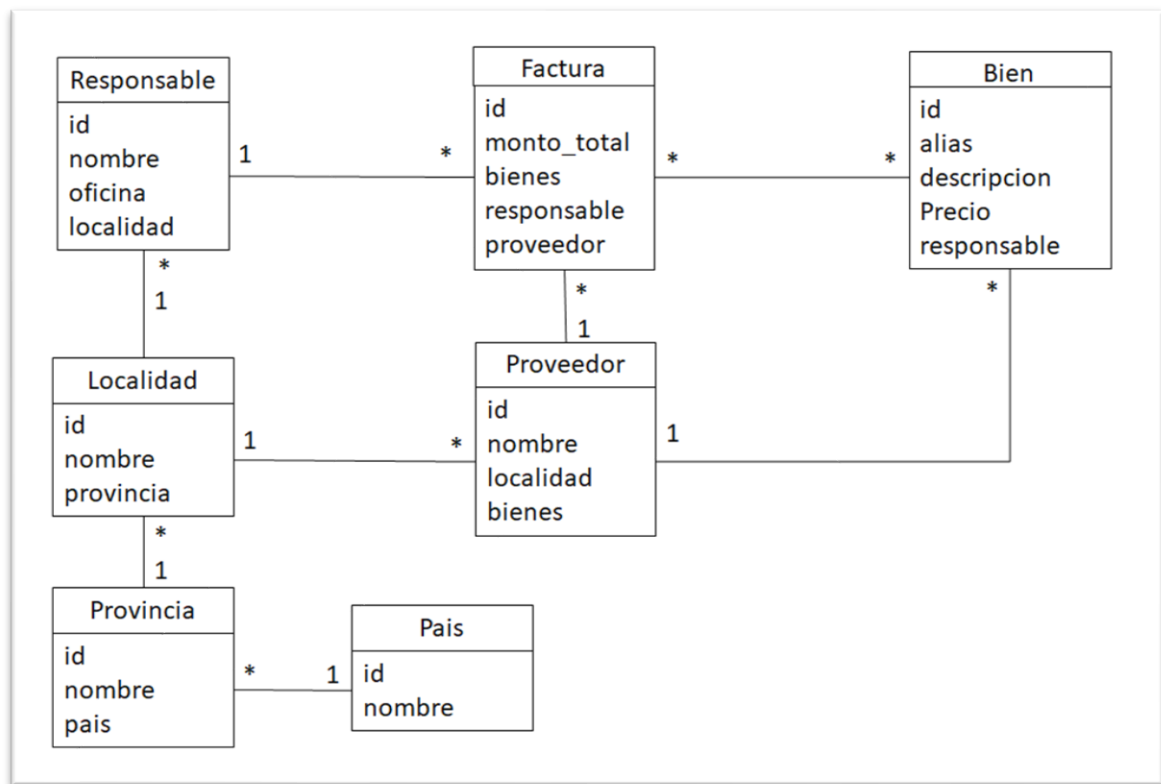 Responsable
id
nombre
oficina
localidad
1
*
Factura
id
monto_total
bienes
responsable
proveedor
*
*
Bien
id
alias
descripcion
Precio
responsable
*
1
*
1
*
Localidad
id
nombre
provincia
1
*
Proveedor
id
nombre
localidad
bienes
1
*
1
Provincia
id
nombre
pais
*
1
Pais
id
nombre